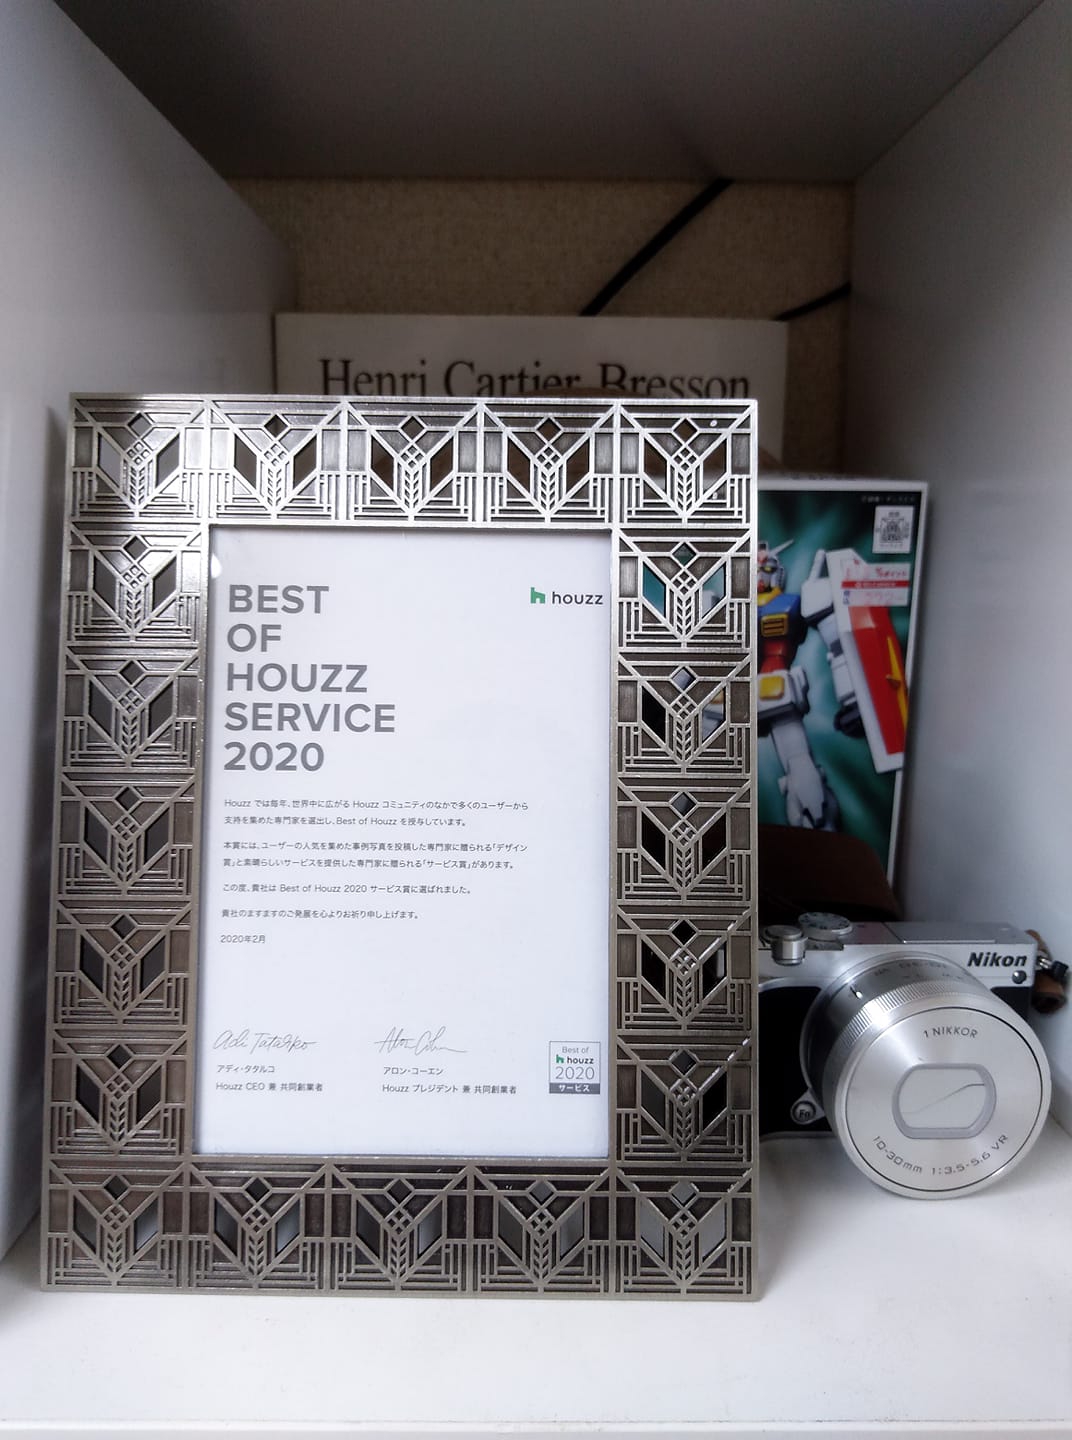 Henri Cartier Bresson
BEST
OF
HOUZZ
SERVICE
2020
houzz
Houzz では毎年、世界中に広がる Houzz コミュニティのなかで多くのユーザーから
支持を集めた専門家を選出し、Best of Houzz を授与しています。
本賞には、ユーザーの人気を集めた事例写真を投稿した専門家に贈られる「デザイン
賞」と素晴らしいサービスを提供した専門家に贈られる「サービス賞」があります。
この度、貴社は Best of Houzz 2020 サービス賞に選ばれました。
貴社のますますのご発展を心よりお祈り申し上げます。
2020年2月
アディ・タタルコ
Houzz CEO 兼 共同創業者
アロン・コーエン
Houzz プレジデント 兼 共同創業者
Best of
houzz
2020
サービス
Nikon
1 NIKKOR
Fn
10-30mm 1:3.5-5.6 VR